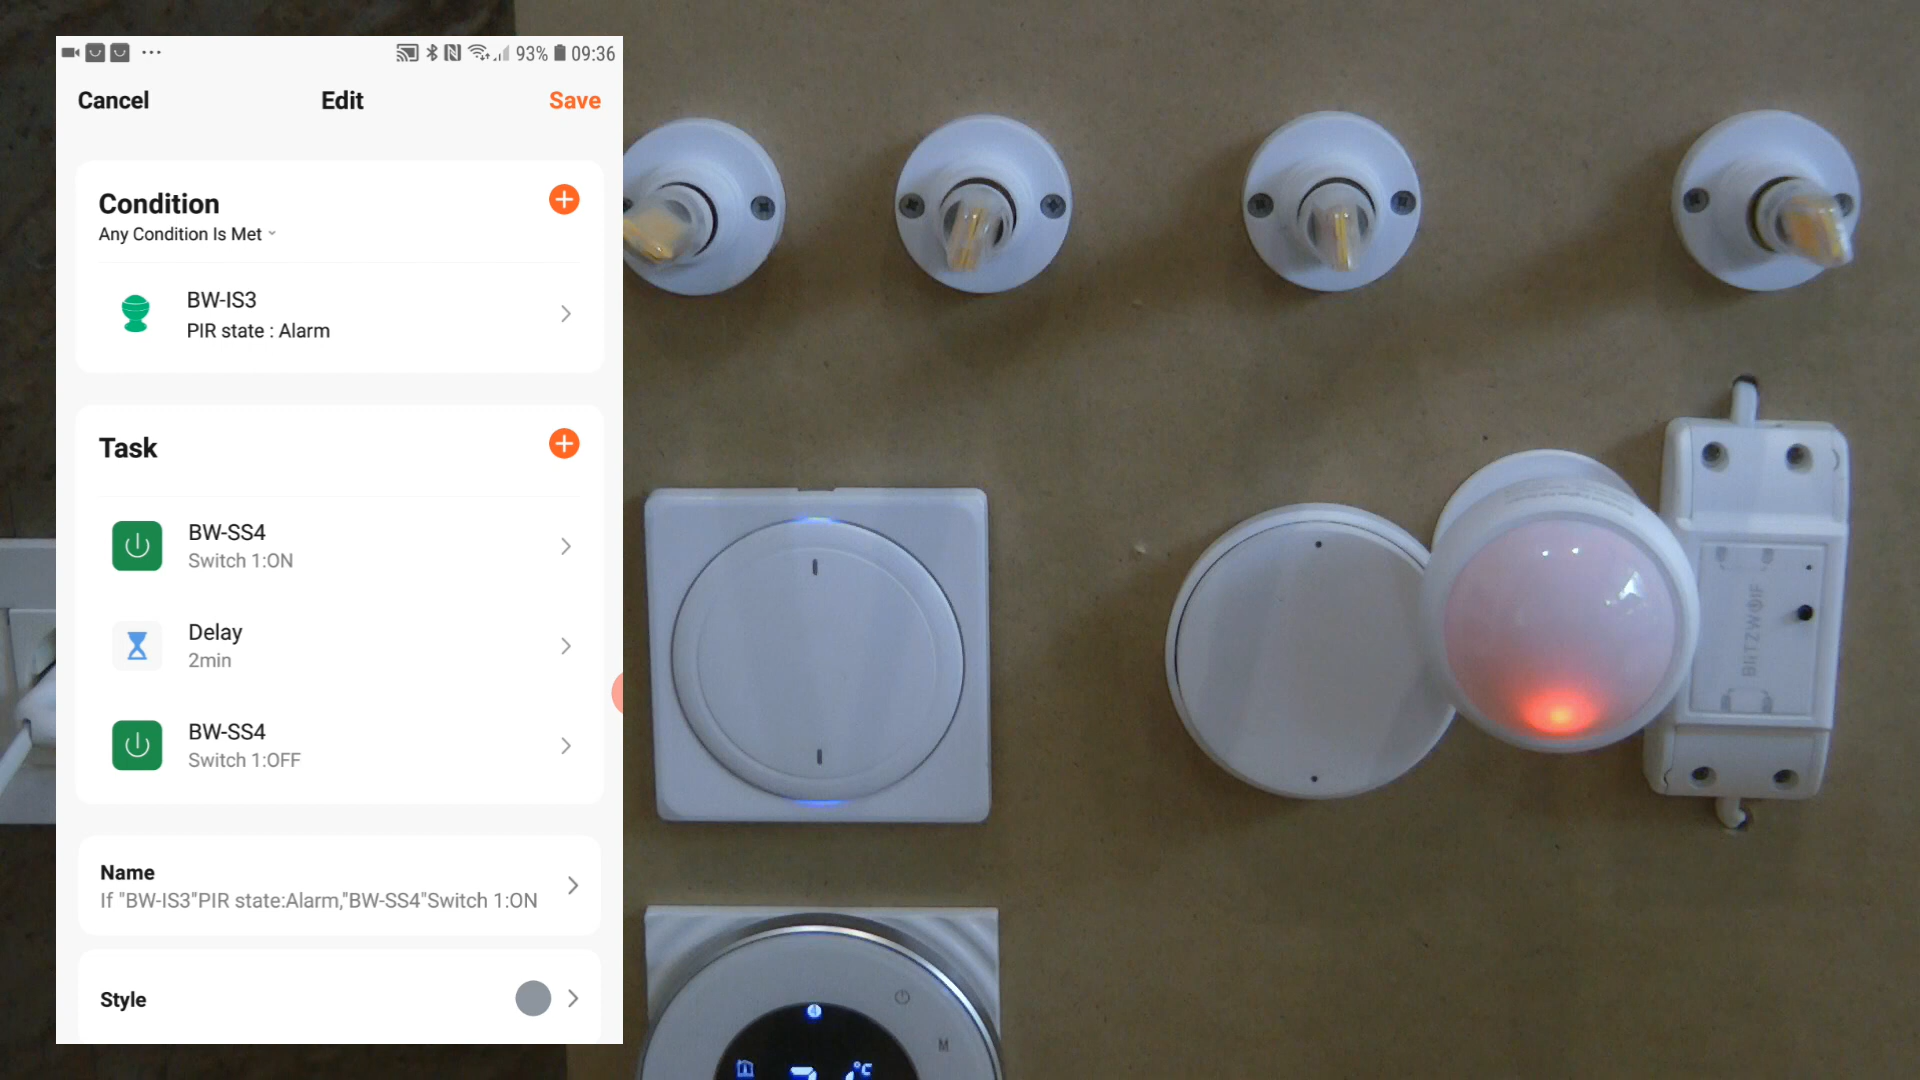 93% 09:36
Cancel Edit Save
Condition
Any Condition Is Met
BW-IS3
PIR state : Alarm
Task
BW-SS4
Switch 1:ON
Delay
2min
BW-SS4
Switch 1:OFF
Name
If "BW-IS3"PIR state:Alarm,"BW-SS4"Switch 1:ON
Style
BLITZWOLF
M
°C